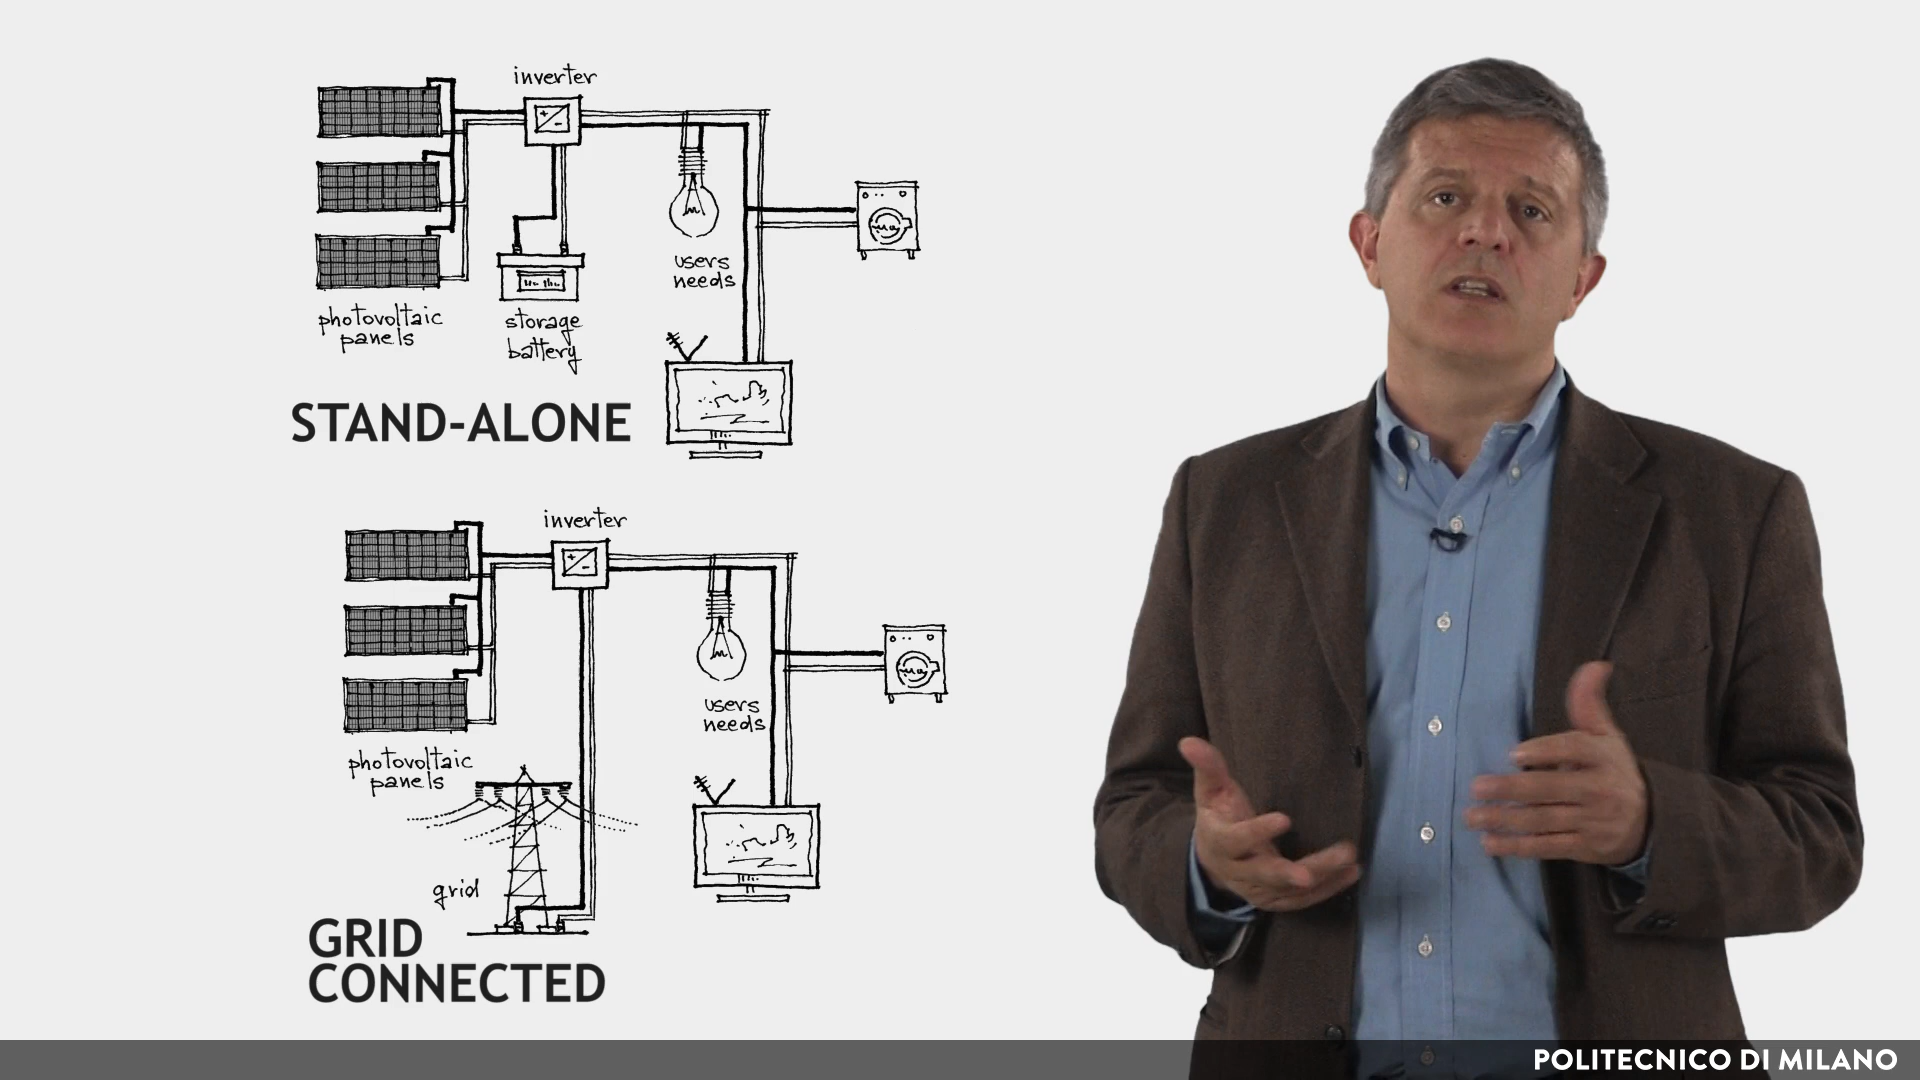 inverter
photovoltaic
panels
storage
battery
users
needs
STAND-ALONE
inverter
photovoltaic
panels
users
needs
grid
GRID
CONNECTED
POLITECNICO DI MILANO